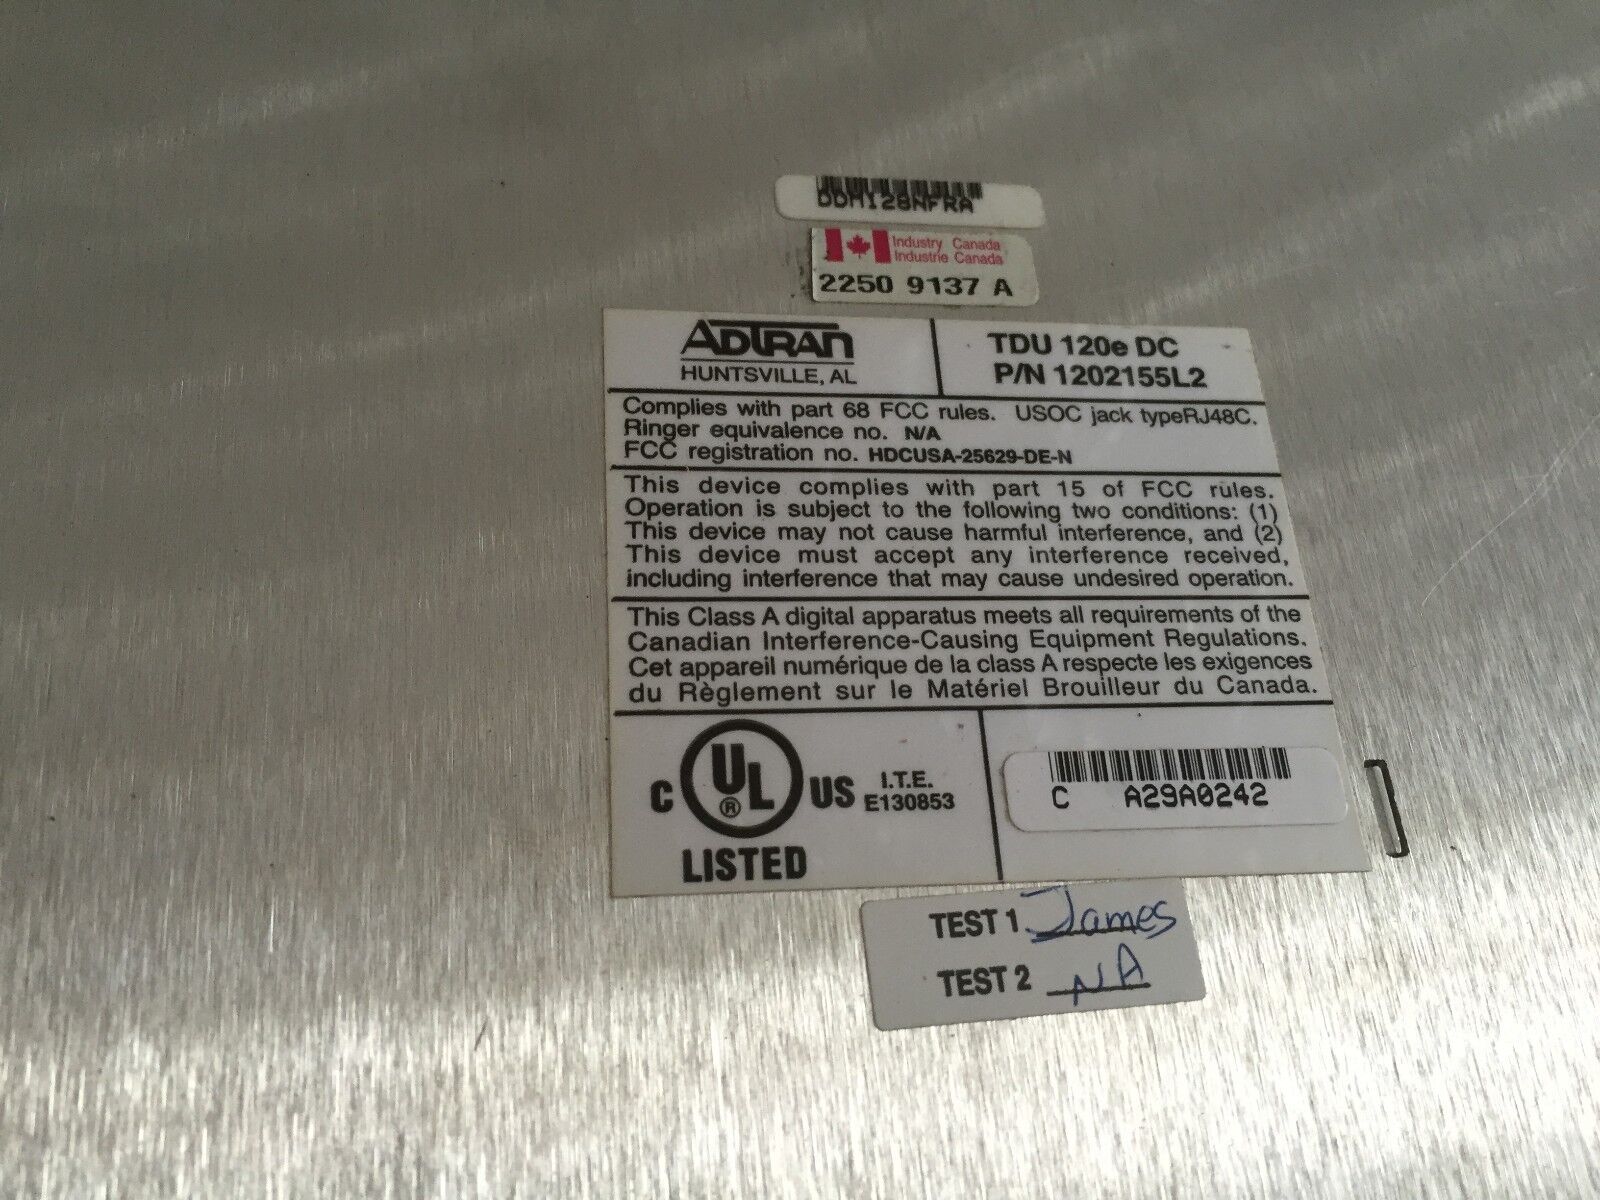 DDM128NFRA
Industry Canada
Industrie Canada
2250 9137 A
ADTRAN
HUNTSVILLE, AL
TDU 120e DC
P/N 1202155L2
Complies with part 68 FCC rules. USOC jack typeRJ48C.
Ringer equivalence no. N/A
FCC registration no. HDCUSA-25629-DE-N
This device complies with part 15 of FCC rules.
Operation is subject to the following two conditions: (1)
This device may not cause harmful interference, and (2)
This device must accept any interference received,
including interference that may cause undesired operation.
This Class A digital apparatus meets all requirements of the
Canadian Interference-Causing Equipment Regulations.
Cet appareil numérique de la class A respecte les exigences
du Règlement sur le Matériel Brouilleur du Canada.
C UL ® US
I.T.E.
E130853
LISTED
C A29A0242
TEST 1 James
TEST 2 NA